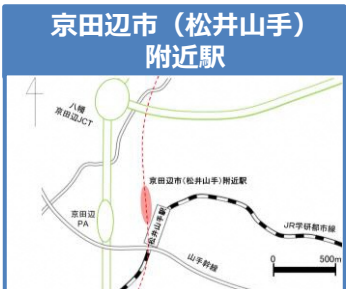 京田辺市（松井山手）
附近駅
八幡
京田辺JCT
京田辺市(松井山手)附近駅
京田辺
PA
松井山手駅
JR学研都市線
山手幹線
0
500m